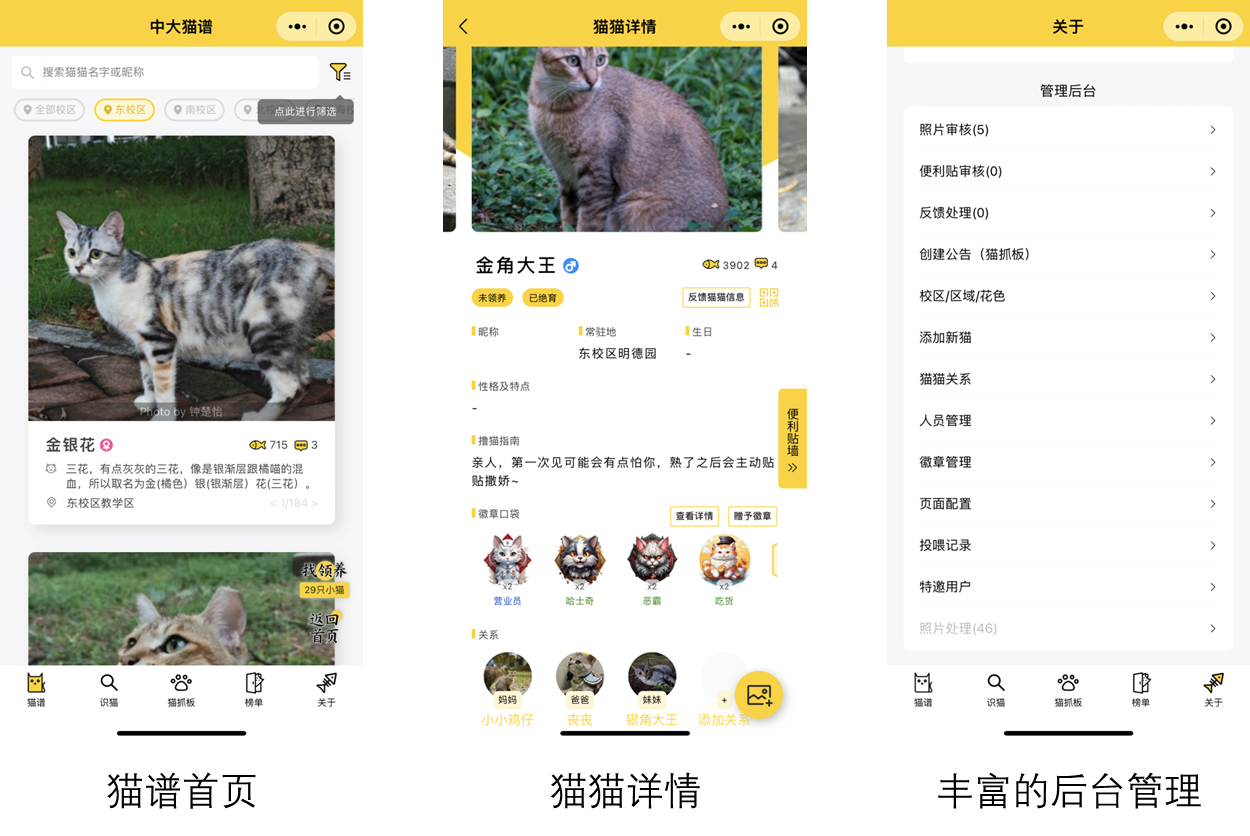 中大猫谱
搜索猫猫名字或昵称
全部校区
东校区
南校区
点此进行筛选
Photo by 钟楚怡
金银花
715
3
三花，有点灰灰的三花，像是银渐层跟橘喵的混
血，所以取名为金(橘色）银(银渐层）花(三花）。
东校区教学区
< 1/184 >
找领养
29只小猫
返回
首页
猫谱
识猫
猫抓板
榜单
关于
猫谱首页
猫猫详情
金角大王
3902
4
未领养
已绝育
反馈猫猫信息
昵称
常驻地
生日
东校区明德园
-
性格及特点
-
撸猫指南
亲人，第一次见可能会有点怕你，熟了之后会主动贴
贴撒娇~
便利贴墙
徽章口袋
查看详情
赠予徽章
x2
x2
x2
x2
营业员
哈士奇
恶霸
吃货
关系
妈妈
爸爸
妹妹
+
小小鸡仔
丧丧
银角大王
添加关系
猫猫详情
关于
管理后台
照片审核(5)
便利贴审核(0)
反馈处理(0)
创建公告（猫抓板）
校区/区域/花色
添加新猫
猫猫关系
人员管理
徽章管理
页面配置
投喂记录
特邀用户
照片处理(46)
猫谱
识猫
猫抓板
榜单
关于
丰富的后台管理